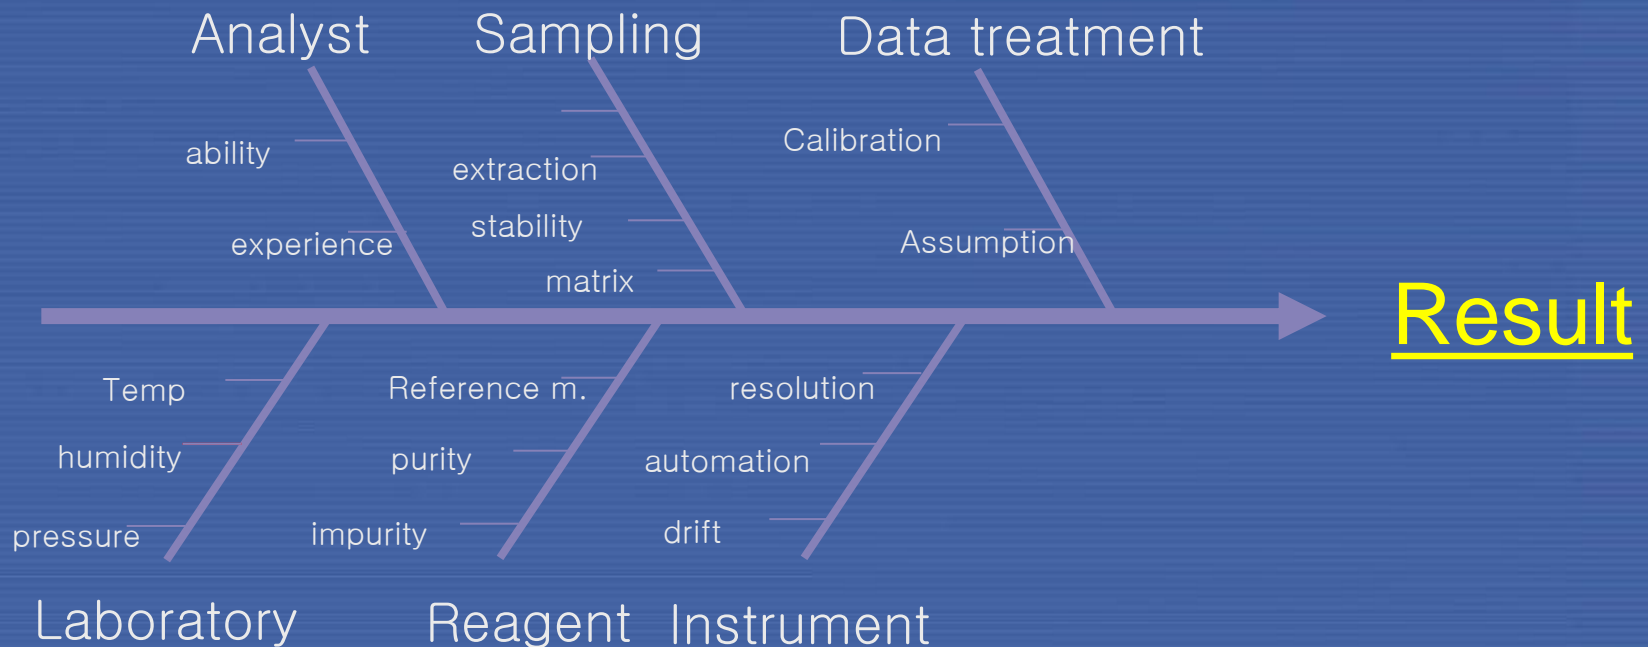 Analyst
Sampling
Data treatment
ability
experience
extraction
stability
matrix
Calibration
Assumption
Result
Temp
humidity
pressure
Reference m.
purity
impurity
resolution
automation
drift
Laboratory
Reagent
Instrument